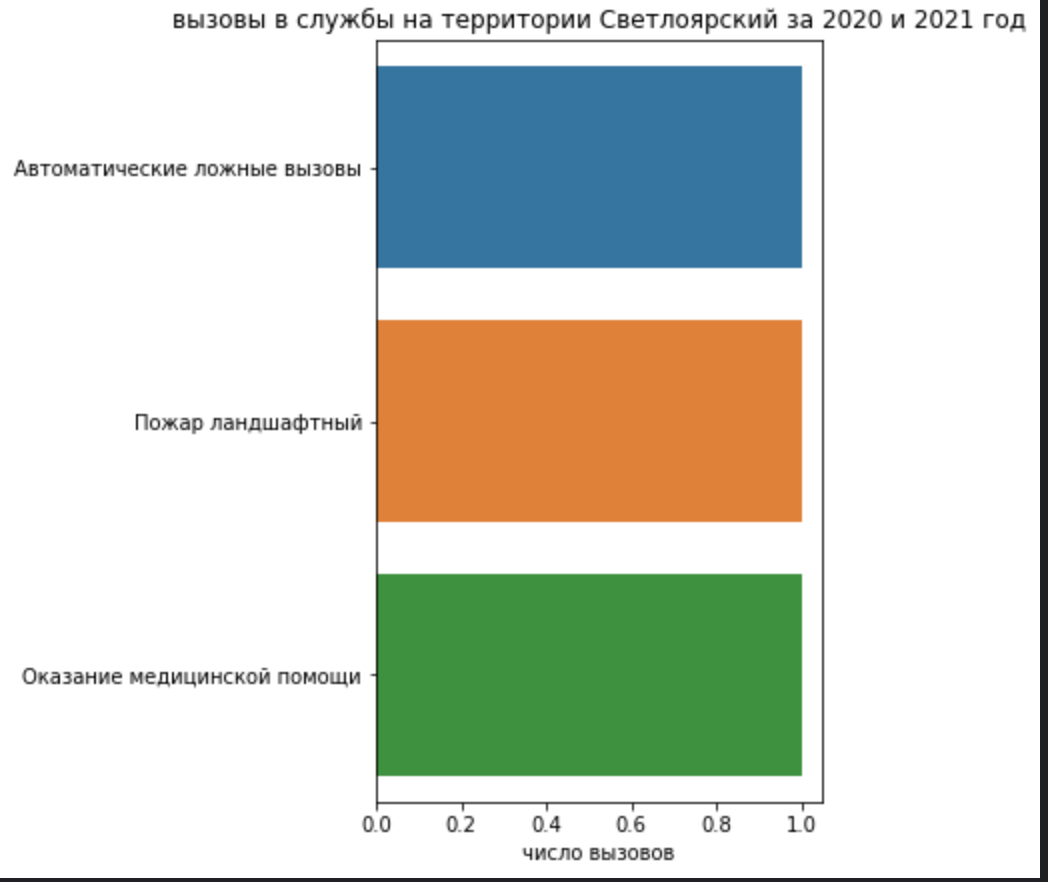 вызовы в службы на территории Светлоярский за 2020 и 2021 год
Автоматические ложные вызовы
Пожар ландшафтный
Оказание медицинской помощи
0.0 0.2 0.4 0.6 0.8 1.0
число вызовов